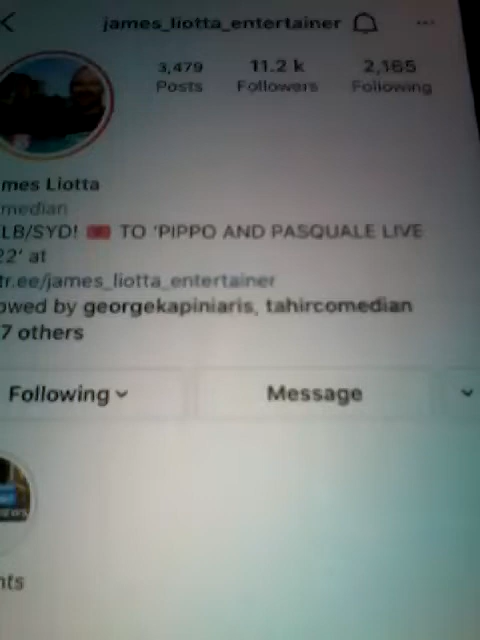 james_liotta_entertainer
3,479 11.2 k 2,165
Posts Followers Following
mes Liotta
median
LB/SYD! 🎟️ TO 'PIPPO AND PASQUALE LIVE
22' at
tr.ee/james_liotta_entertainer
owed by georgekapiniaris, tahircomedian
7 others
Following Message
nts